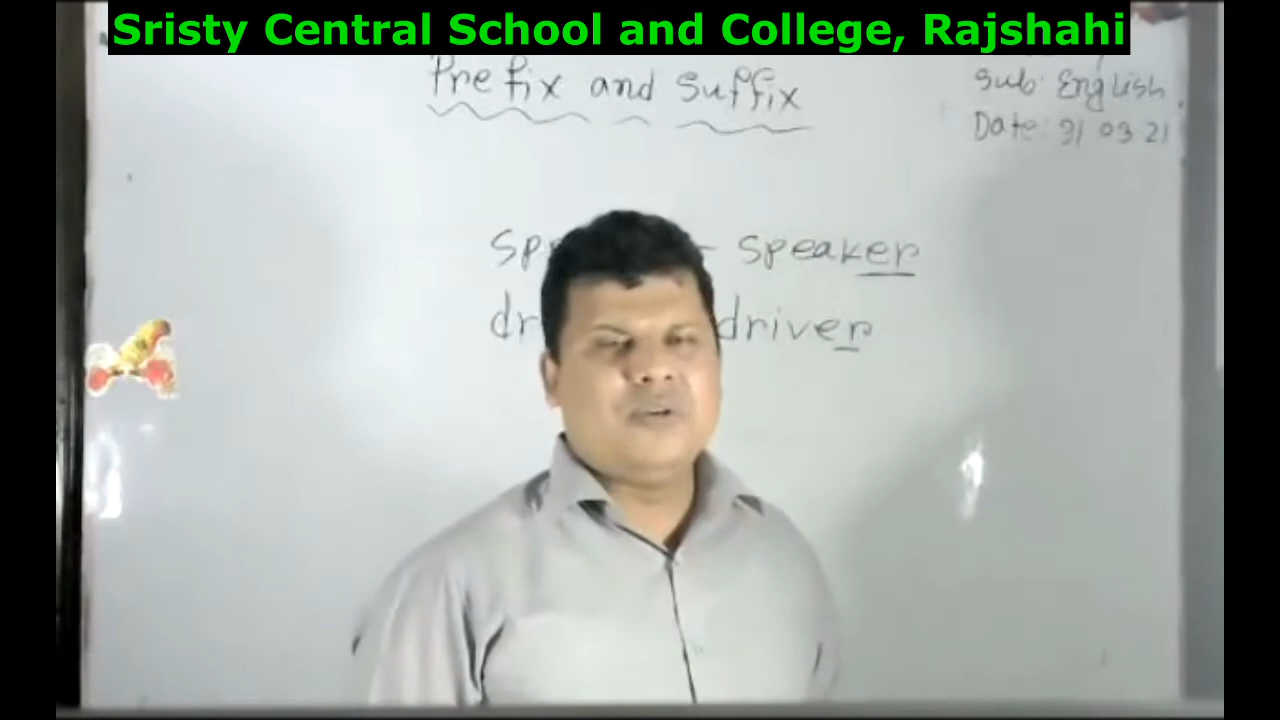 Sristy Central School and College, Rajshahi
Prefix and Suffix
Sub: English
Date: 31 03 21
speaker
driver